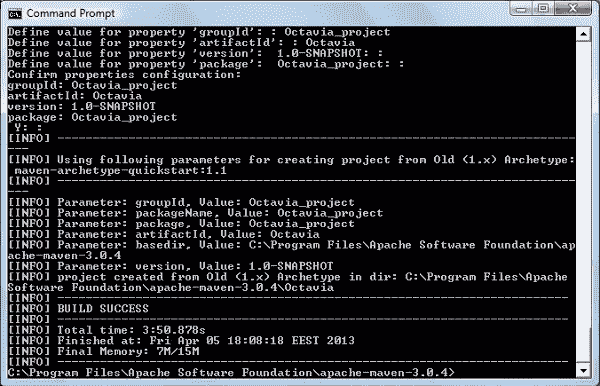 Command Prompt
Define value for property 'groupId': : Octavia_project
Define value for property 'artifactId': : Octavia
Define value for property 'version':  1.0-SNAPSHOT: :
Define value for property 'package':  Octavia_project: :
Confirm properties configuration:
groupId: Octavia_project
artifactId: Octavia
version: 1.0-SNAPSHOT
package: Octavia_project
 Y: :
[INFO] ------------------------------------------------------------------------
---
[INFO] Using following parameters for creating project from Old (1.x) Archetype:
 maven-archetype-quickstart:1.1
[INFO] ------------------------------------------------------------------------
---
[INFO] Parameter: groupId, Value: Octavia_project
[INFO] Parameter: packageName, Value: Octavia_project
[INFO] Parameter: package, Value: Octavia_project
[INFO] Parameter: artifactId, Value: Octavia
[INFO] Parameter: basedir, Value: C:\Program Files\Apache Software Foundation\ap
ache-maven-3.0.4
[INFO] Parameter: version, Value: 1.0-SNAPSHOT
[INFO] project created from Old (1.x) Archetype in dir: C:\Program Files\Apache
Software Foundation\apache-maven-3.0.4\Octavia
[INFO] ------------------------------------------------------------------------
[INFO] BUILD SUCCESS
[INFO] ------------------------------------------------------------------------
[INFO] Total time: 3:50.878s
[INFO] Finished at: Fri Apr 05 18:08:18 EEST 2013
[INFO] Final Memory: 7M/15M
[INFO] ------------------------------------------------------------------------
C:\Program Files\Apache Software Foundation\apache-maven-3.0.4>